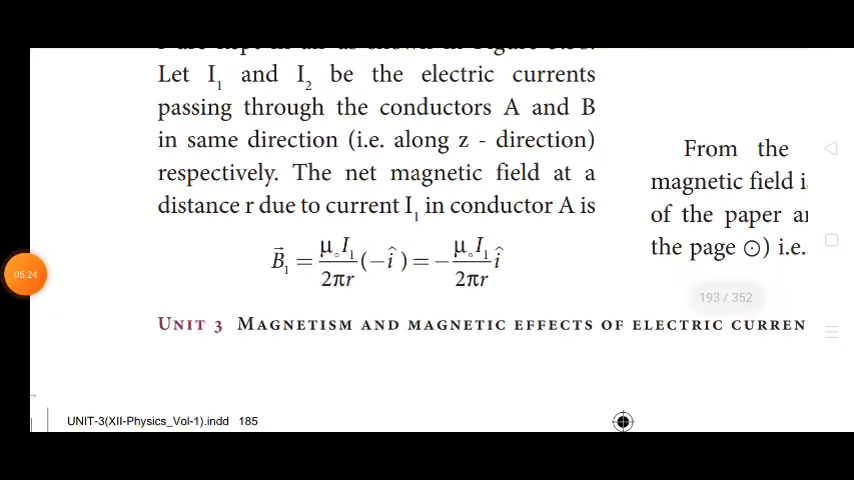 Let I₁ and I₂ be the electric currents
passing through the conductors A and B
in same direction (i.e. along z - direction)
respectively. The net magnetic field at a
distance r due to current I₁ in conductor A is
B⃗₁ = μ₀I₁/2πr (−î) = − μ₀I₁/2πr î
From the
magnetic field i
of the paper a
the page ⊙) i.e.
193 / 352
UNIT 3 MAGNETISM AND MAGNETIC EFFECTS OF ELECTRIC CURREN
UNIT-3(XII-Physics_Vol-1).indd 185
05:24